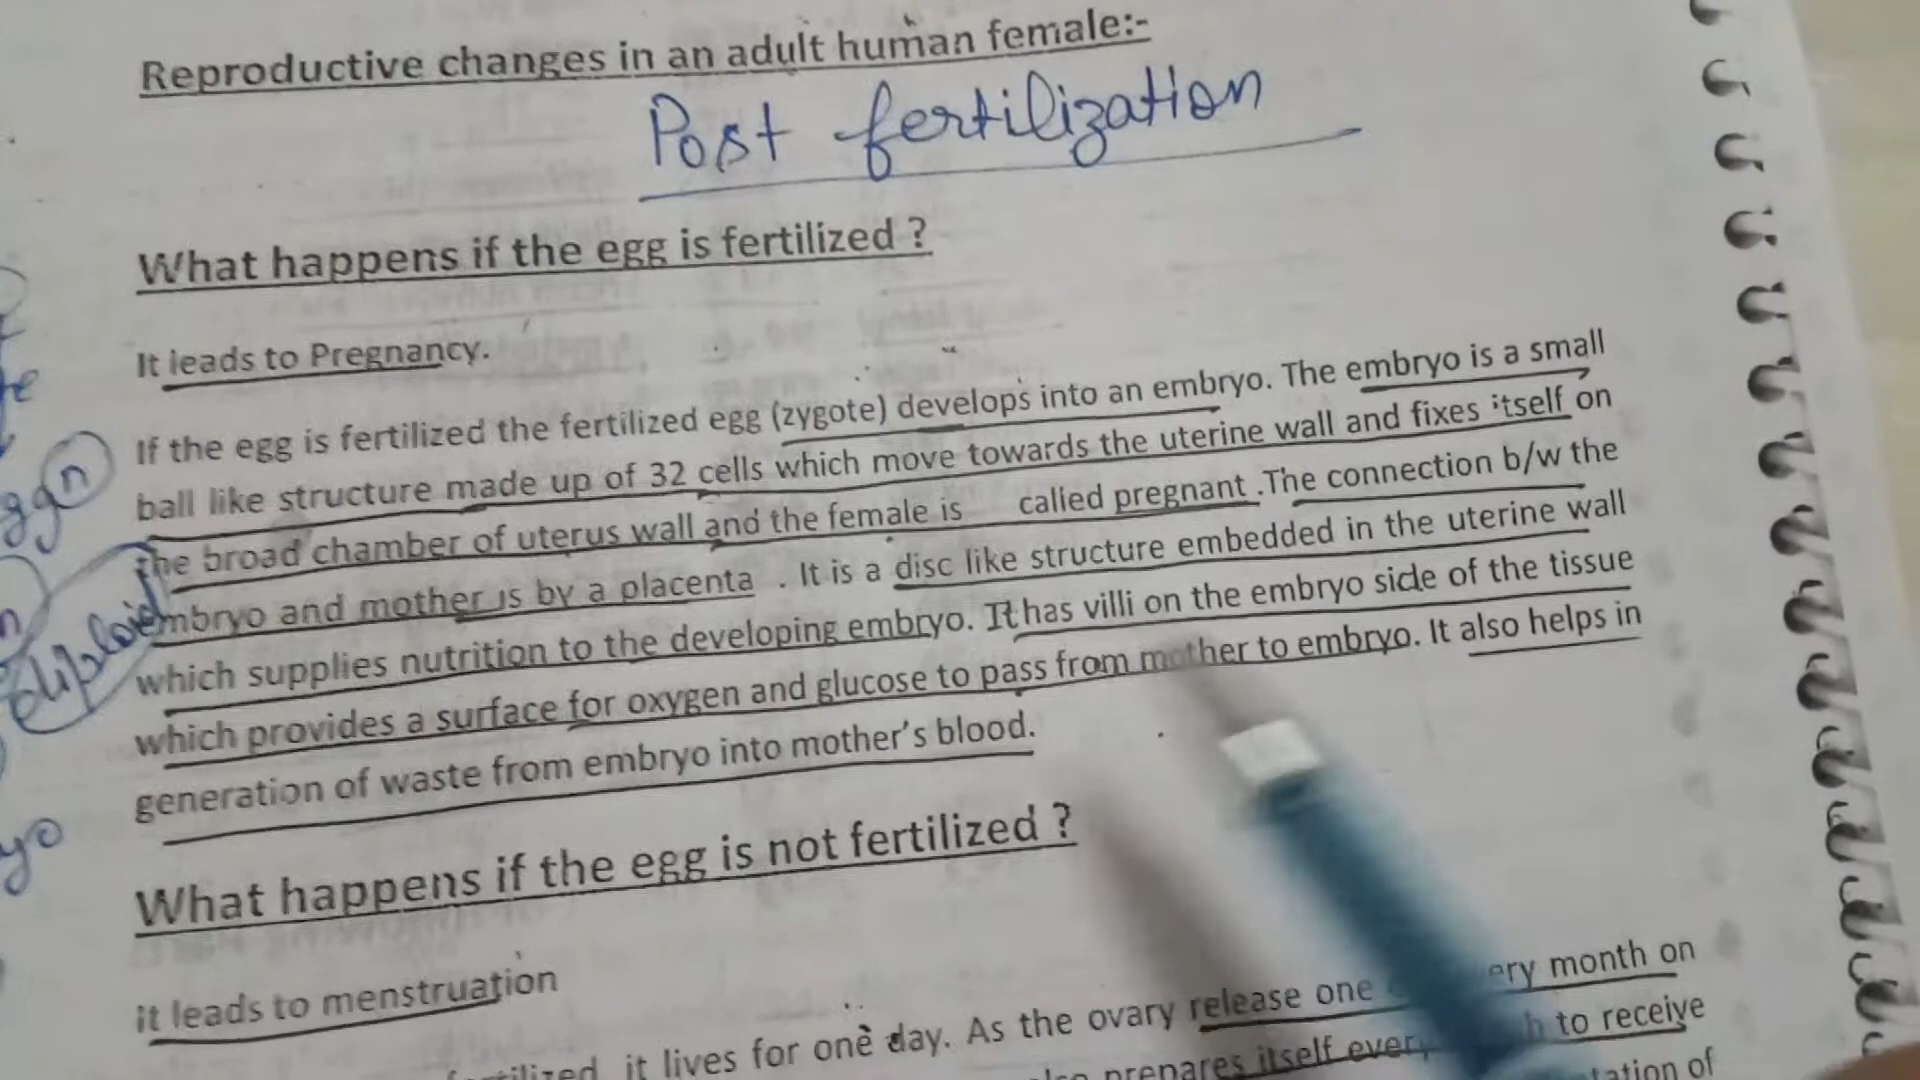 Reproductive changes in an adult human female:-
Post fertilization
What happens if the egg is fertilized ?
It leads to Pregnancy.
If the egg is fertilized the fertilized egg (zygote) develops into an embryo. The embryo is a small
ball like structure made up of 32 cells which move towards the uterine wall and fixes itself on
the broad chamber of uterus wall and the female is called pregnant .The connection b/w the
embryo and mother is by a placenta . It is a disc like structure embedded in the uterine wall
which supplies nutrition to the developing embryo. It has villi on the embryo side of the tissue
which provides a surface for oxygen and glucose to pass from mother to embryo. It also helps in
generation of waste from embryo into mother's blood.
diploid
What happens if the egg is not fertilized ?
it leads to menstruation
it lives for one day. As the ovary release one month on
prepares itself to receive